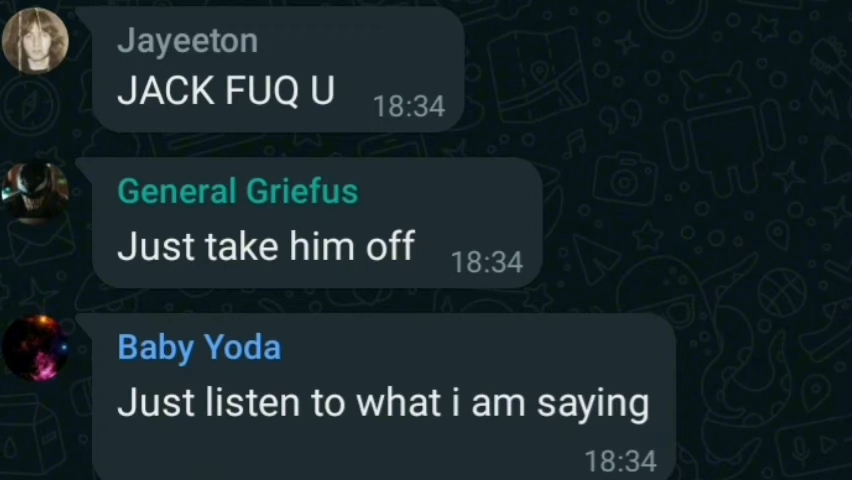 Jayeeton
JACK FUQ U
18:34
General Griefus
Just take him off
18:34
Baby Yoda
Just listen to what i am saying
18:34